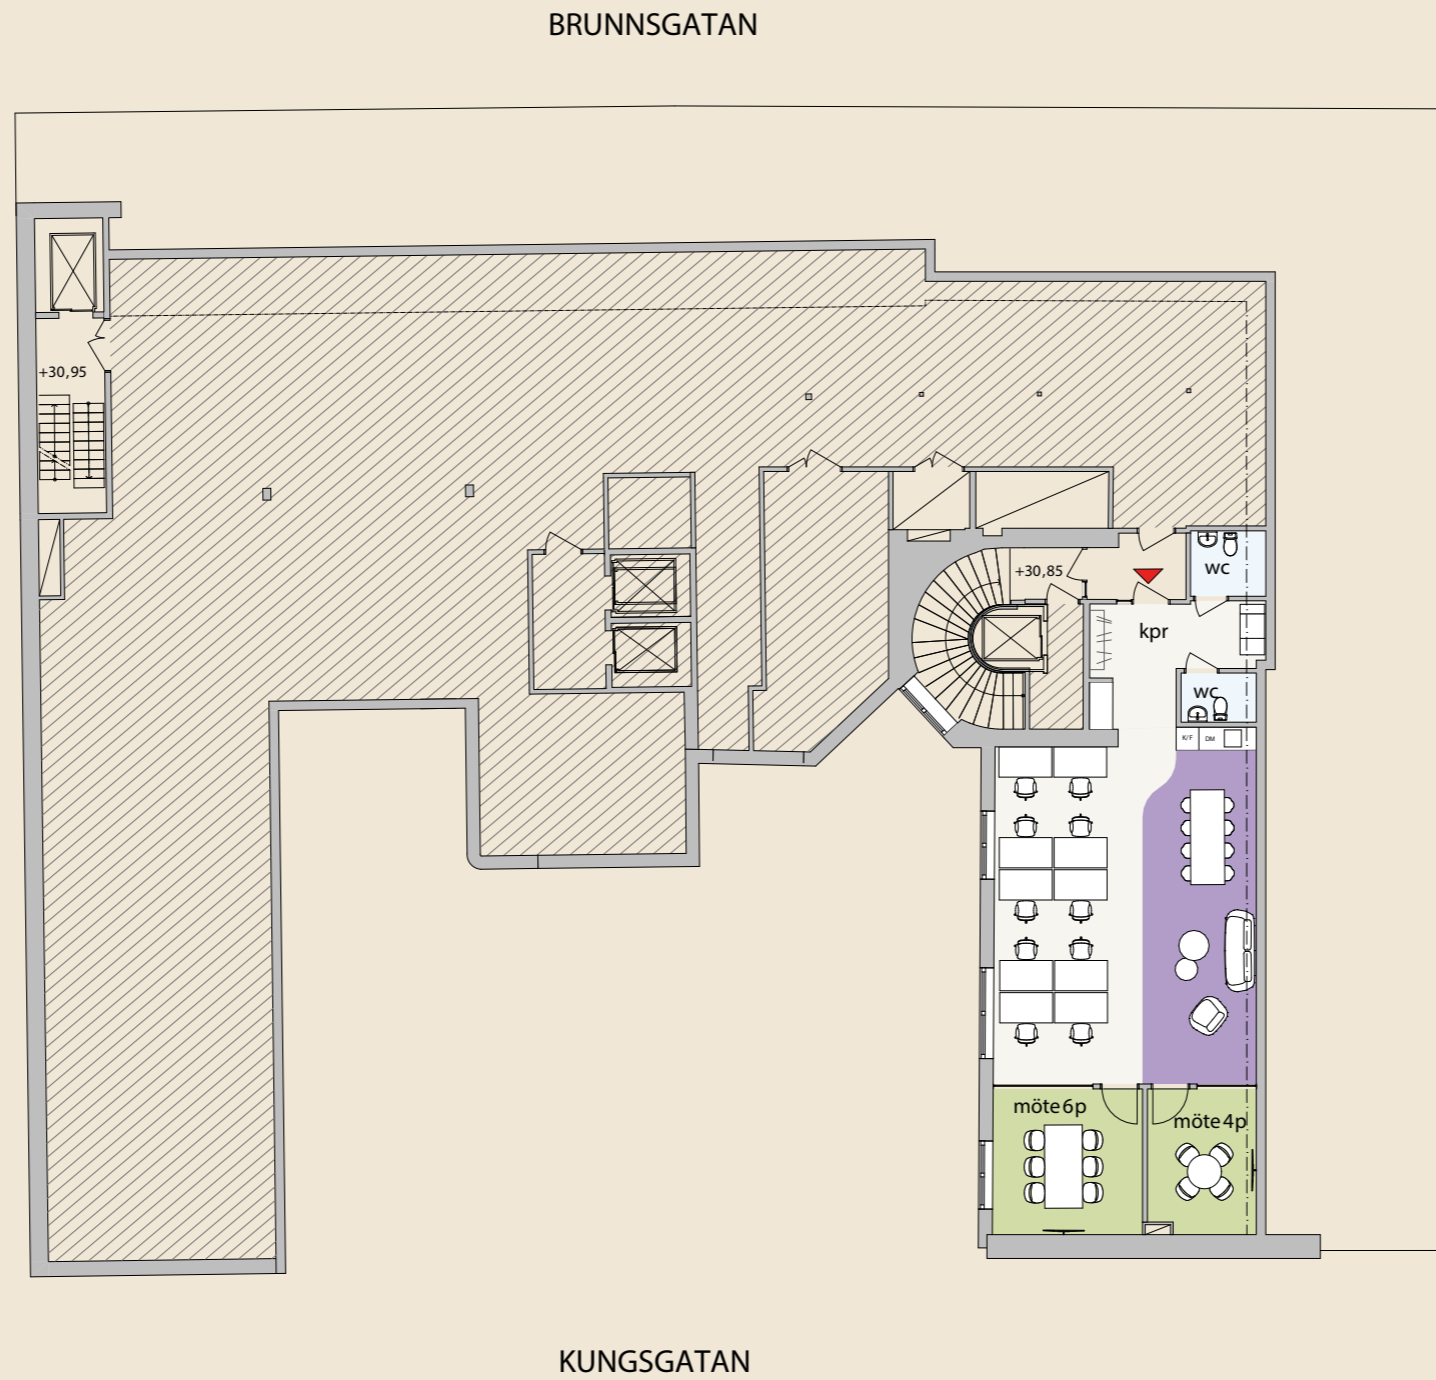 BRUNNSGATAN
+30,95
+30,85
wc
kpr
wc
K/F
DM
möte 6p
möte 4p
KUNGSGATAN